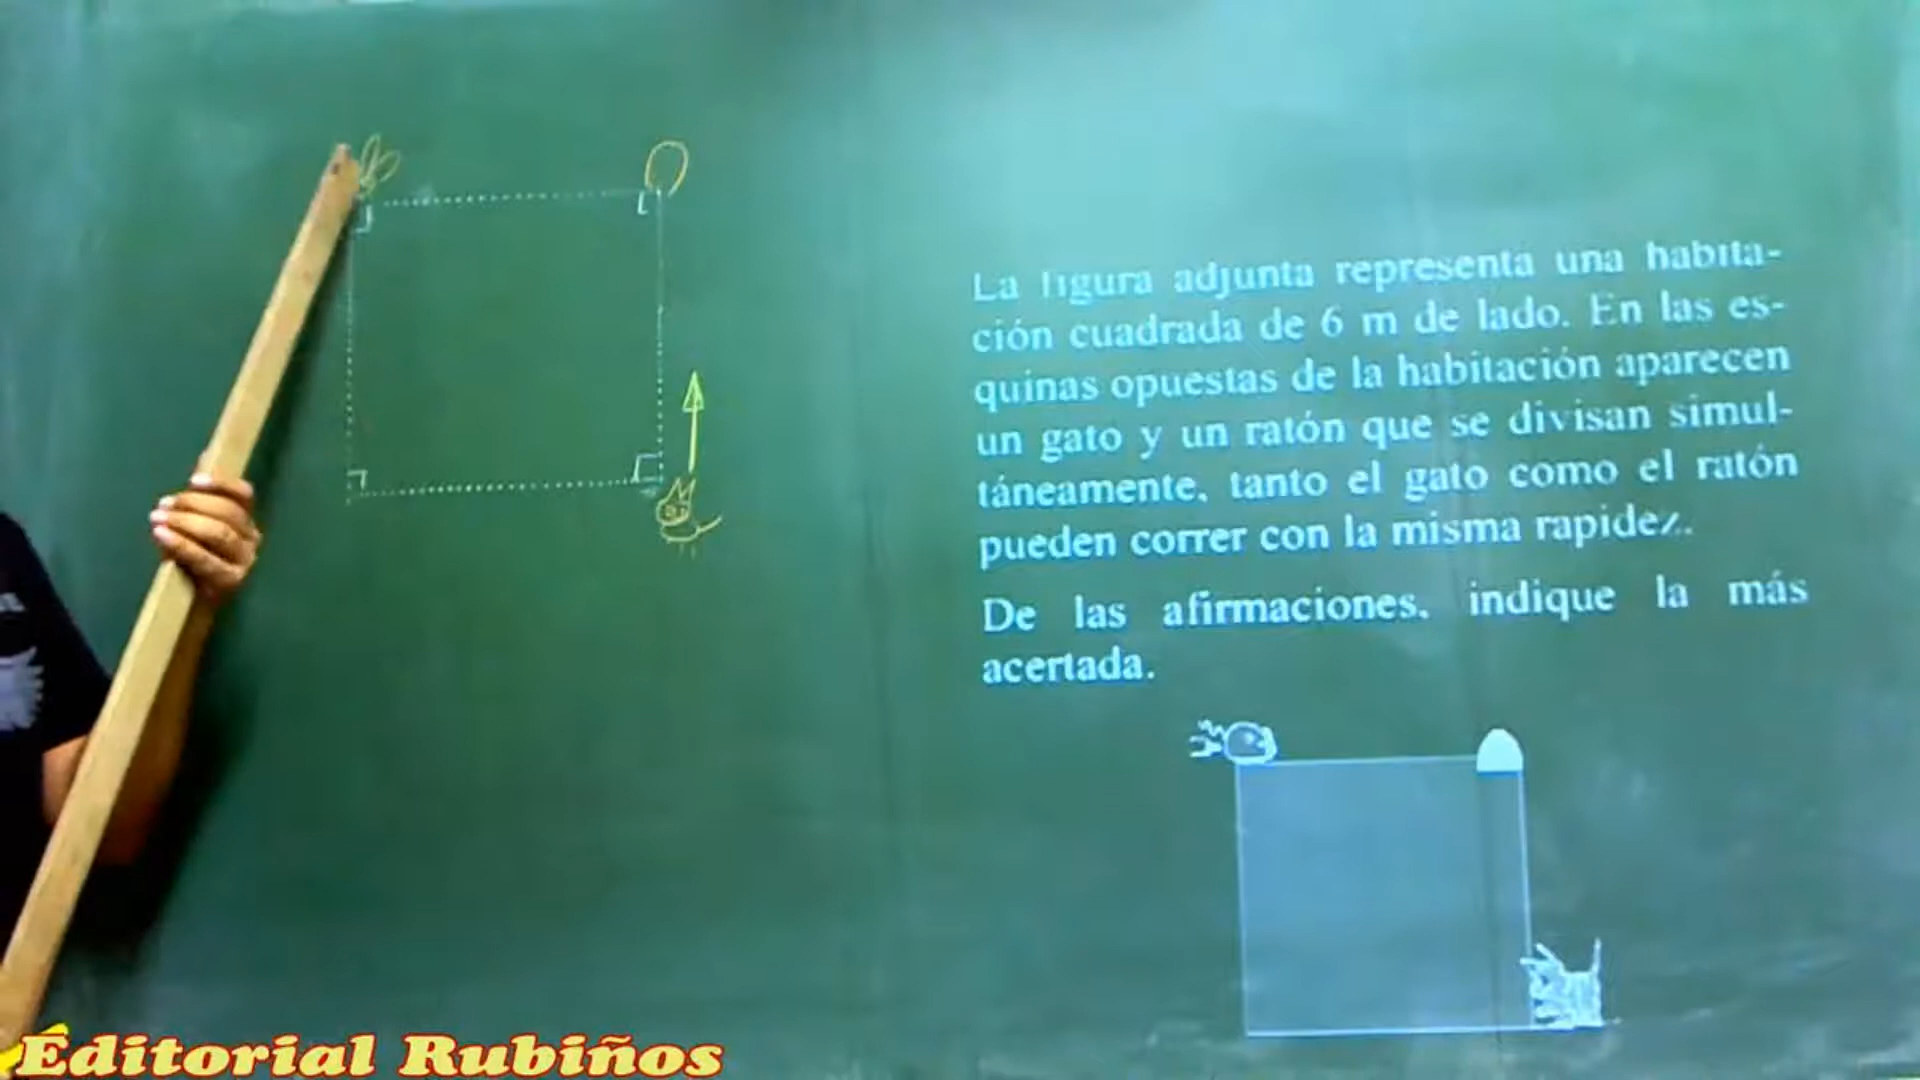 La figura adjunta representa una habita-
ción cuadrada de 6 m de lado. En las es-
quinas opuestas de la habitación aparecen
un gato y un ratón que se divisan simul-
táneamente, tanto el gato como el ratón
pueden correr con la misma rapidez.
De las afirmaciones, indique la más
acertada.
Editorial Rubiños